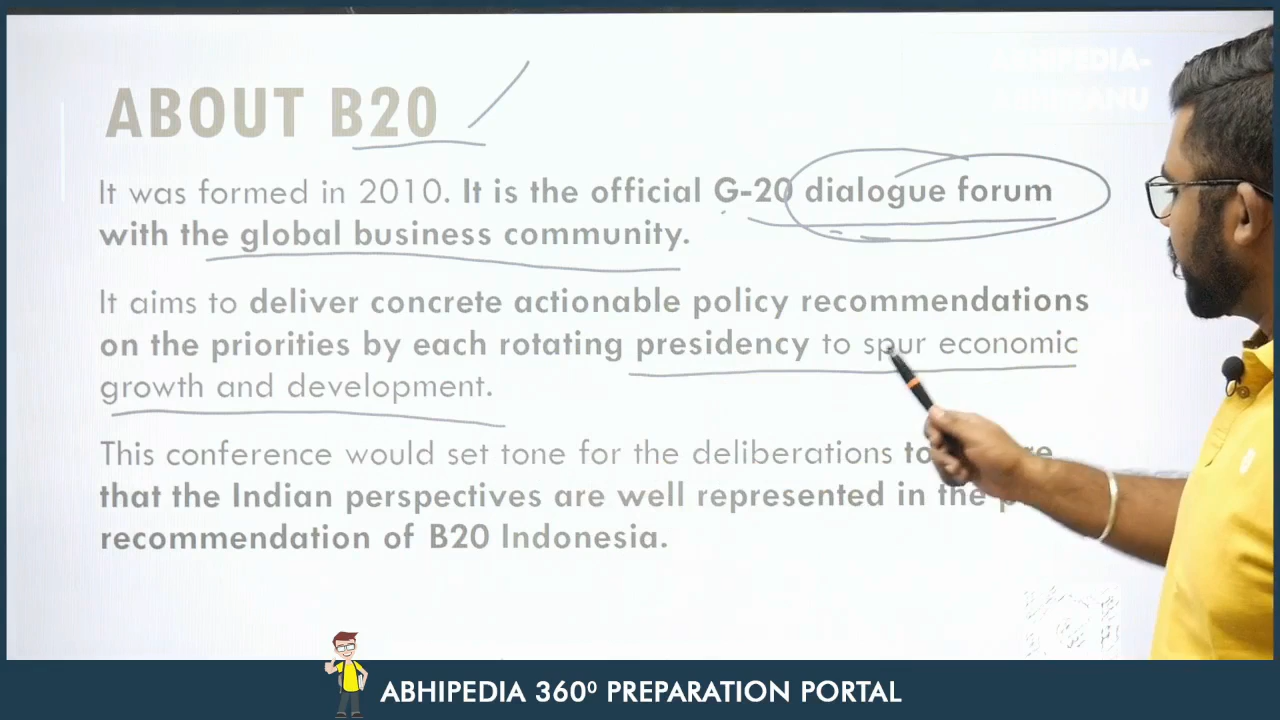 ABHIPEDIA-
ABHIMANU
ABOUT B20
It was formed in 2010. It is the official G-20 dialogue forum
with the global business community.
It aims to deliver concrete actionable policy recommendations
on the priorities by each rotating presidency to spur economic
growth and development.
This conference would set tone for the deliberations to
that the Indian perspectives are well represented in the
recommendation of B20 Indonesia.
ABHIPEDIA 360⁰ PREPARATION PORTAL